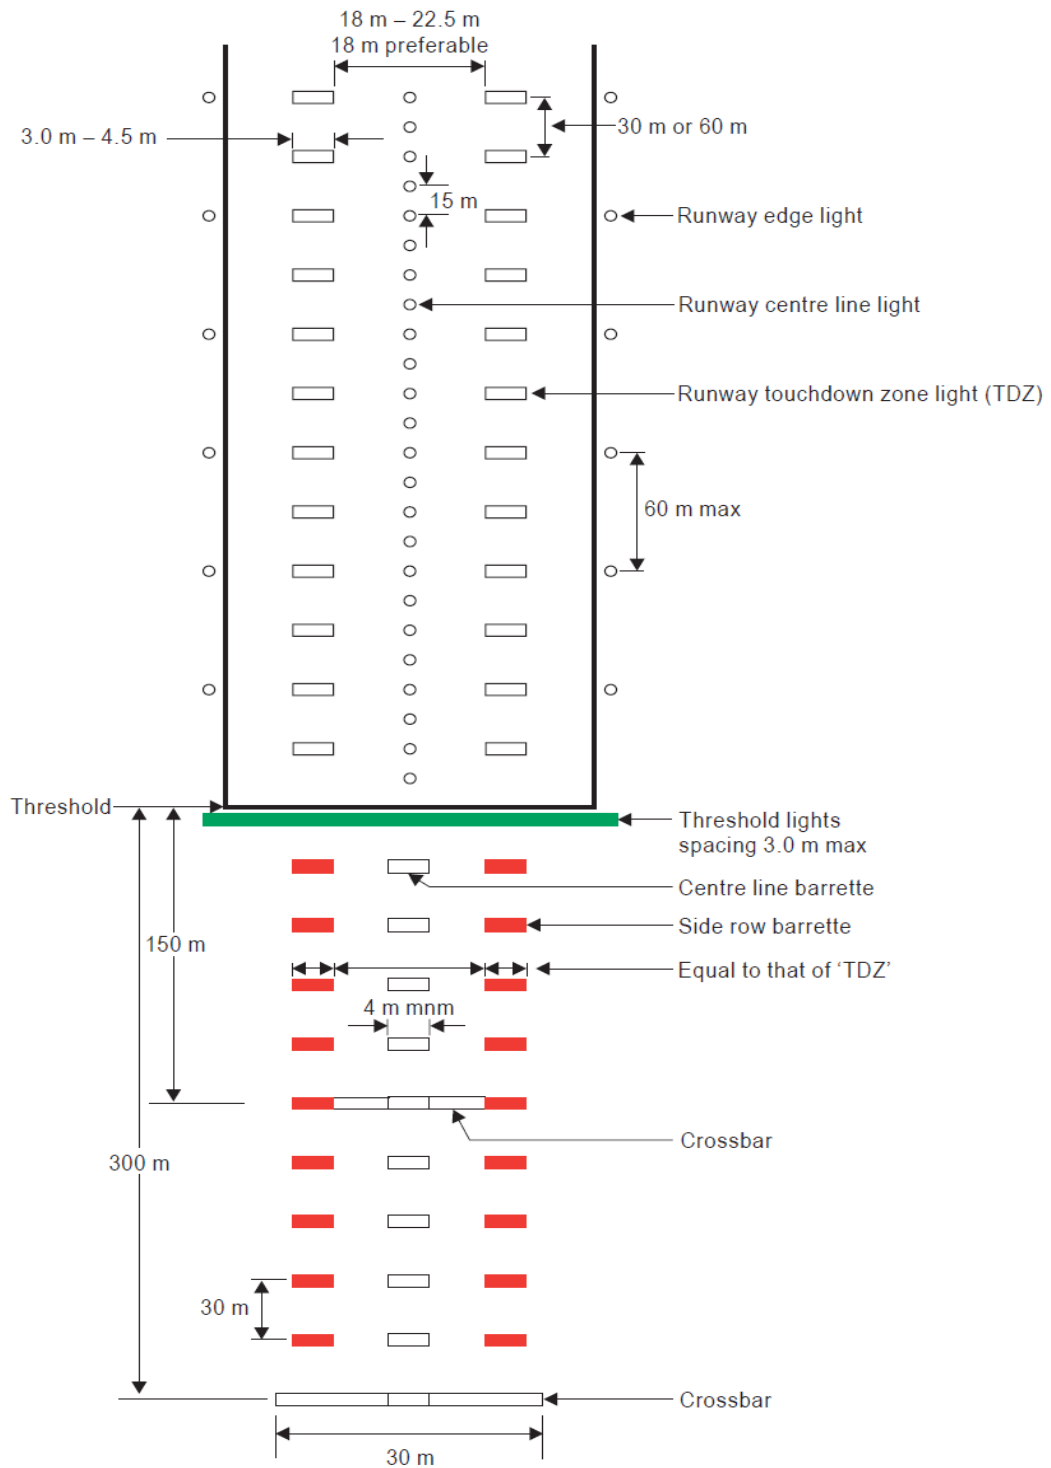 18 m – 22.5 m
18 m preferable
30 m or 60 m
3.0 m – 4.5 m
15 m
Runway edge light
Runway centre line light
Runway touchdown zone light (TDZ)
60 m max
Threshold
Threshold lights
spacing 3.0 m max
Centre line barrette
Side row barrette
150 m
Equal to that of ‘TDZ’
4 m mnm
Crossbar
300 m
30 m
Crossbar
30 m